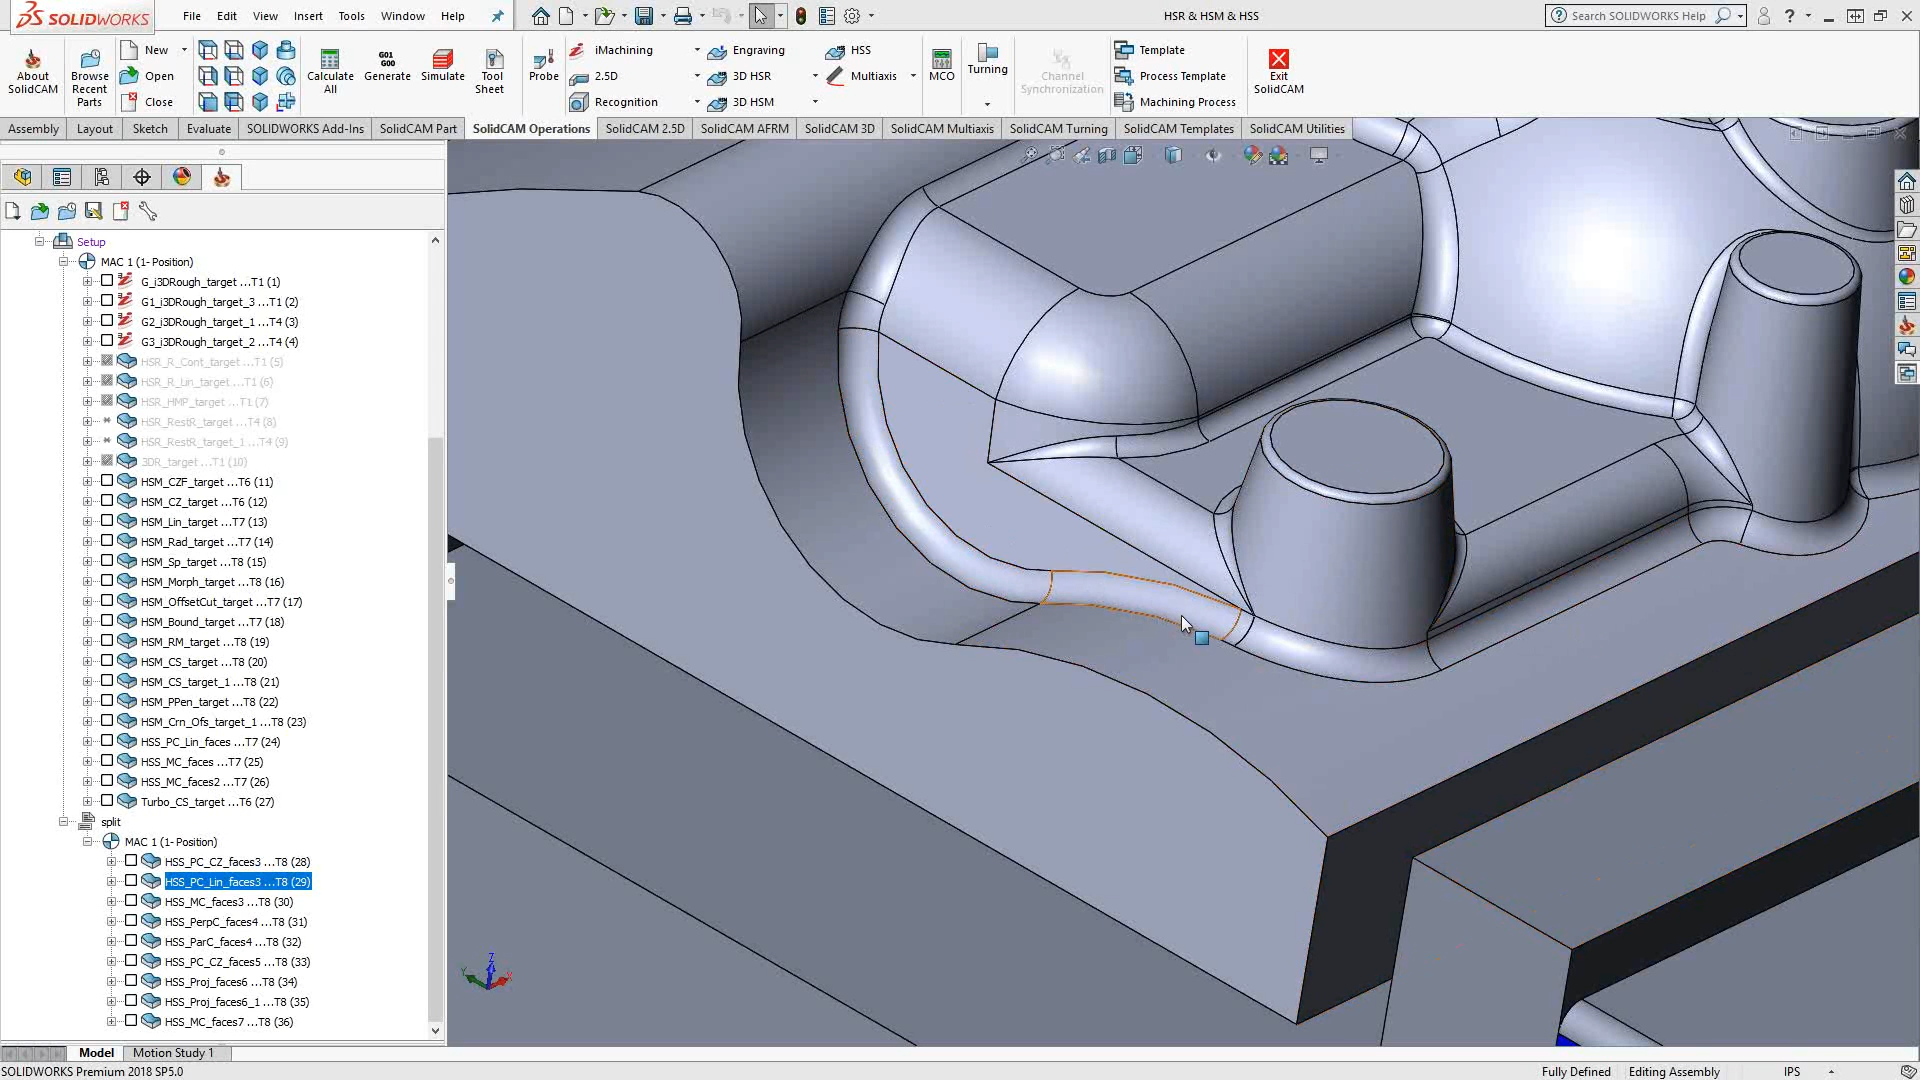 SOLIDWORKS File Edit View Insert Tools Window Help HSR & HSM & HSS Search SOLIDWORKS Help ?
About SolidCAM
Browse Recent Parts
New
Open
Close
Calculate All
G01 G00
Generate
Simulate
Tool Sheet
Probe
iMachining
2.5D
Recognition
Engraving
3D HSR
3D HSM
HSS
Multiaxis
MCO
Turning
Channel Synchronization
Template
Process Template
Machining Process
Exit SolidCAM
Assembly Layout Sketch Evaluate SOLIDWORKS Add-Ins SolidCAM Part SolidCAM Operations SolidCAM 2.5D SolidCAM AFRM SolidCAM 3D SolidCAM Multiaxis SolidCAM Turning SolidCAM Templates SolidCAM Utilities
Setup
MAC 1 (1- Position)
G_i3DRough_target ...T1 (1)
G1_i3DRough_target_3 ...T1 (2)
G2_i3DRough_target_1 ...T4 (3)
G3_i3DRough_target_2 ...T4 (4)
HSR_R_Cont_target ...T1 (5)
HSR_R_Lin_target ...T1 (6)
HSR_HMP_target ...T1 (7)
HSR_RestR_target ...T4 (8)
HSR_RestR_target_1 ...T4 (9)
3DR_target ...T1 (10)
HSM_CZF_target ...T6 (11)
HSM_CZ_target ...T6 (12)
HSM_Lin_target ...T7 (13)
HSM_Rad_target ...T7 (14)
HSM_Sp_target ...T8 (15)
HSM_Morph_target ...T8 (16)
HSM_OffsetCut_target ...T7 (17)
HSM_Bound_target ...T7 (18)
HSM_RM_target ...T8 (19)
HSM_CS_target ...T8 (20)
HSM_CS_target_1 ...T8 (21)
HSM_PPen_target ...T8 (22)
HSM_Crn_Ofs_target_1 ...T8 (23)
HSS_PC_Lin_faces ...T7 (24)
HSS_MC_faces ...T7 (25)
HSS_MC_faces2 ...T7 (26)
Turbo_CS_target ...T6 (27)
split
MAC 1 (1- Position)
HSS_PC_CZ_faces3 ...T8 (28)
HSS_PC_Lin_faces3 ...T8 (29)
HSS_MC_faces3 ...T8 (30)
HSS_PerpC_faces4 ...T8 (31)
HSS_ParC_faces4 ...T8 (32)
HSS_PC_CZ_faces5 ...T8 (33)
HSS_Proj_faces6 ...T8 (34)
HSS_Proj_faces6_1 ...T8 (35)
HSS_MC_faces7 ...T8 (36)
Z
Y X
Model Motion Study 1
SOLIDWORKS Premium 2018 SP5.0 Fully Defined Editing Assembly IPS